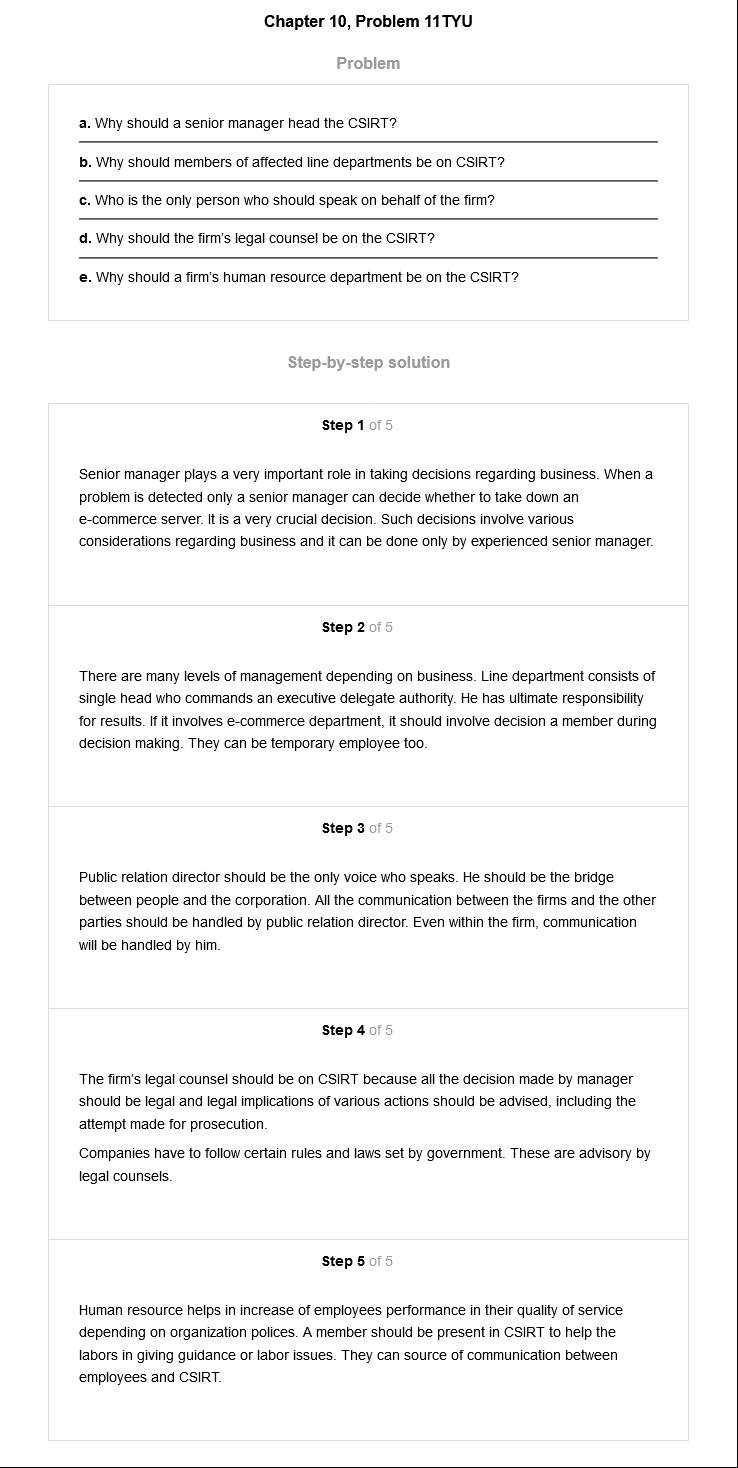 Chapter 10, Problem 11TYU
Problem
a. Why should a senior manager head the CSIRT?
b. Why should members of affected line departments be on CSIRT?
c. Who is the only person who should speak on behalf of the firm?
d. Why should the firm's legal counsel be on the CSIRT?
e. Why should a firm's human resource department be on the CSIRT?
Step-by-step solution
Step 1 of 5
Senior manager plays a very important role in taking decisions regarding business. When a
problem is detected only a senior manager can decide whether to take down an
e-commerce server. It is a very crucial decision. Such decisions involve various
considerations regarding business and it can be done only by experienced senior manager.
Step 2 of 5
There are many levels of management depending on business. Line department consists of
single head who commands an executive delegate authority. He has ultimate responsibility
for results. If it involves e-commerce department, it should involve decision a member during
decision making. They can be temporary employee too.
Step 3 of 5
Public relation director should be the only voice who speaks. He should be the bridge
between people and the corporation. All the communication between the firms and the other
parties should be handled by public relation director. Even within the firm, communication
will be handled by him.
Step 4 of 5
The firm's legal counsel should be on CSIRT because all the decision made by manager
should be legal and legal implications of various actions should be advised, including the
attempt made for prosecution.
Companies have to follow certain rules and laws set by government. These are advisory by
legal counsels.
Step 5 of 5
Human resource helps in increase of employees performance in their quality of service
depending on organization polices. A member should be present in CSIRT to help the
labors in giving guidance or labor issues. They can source of communication between
employees and CSIRT.